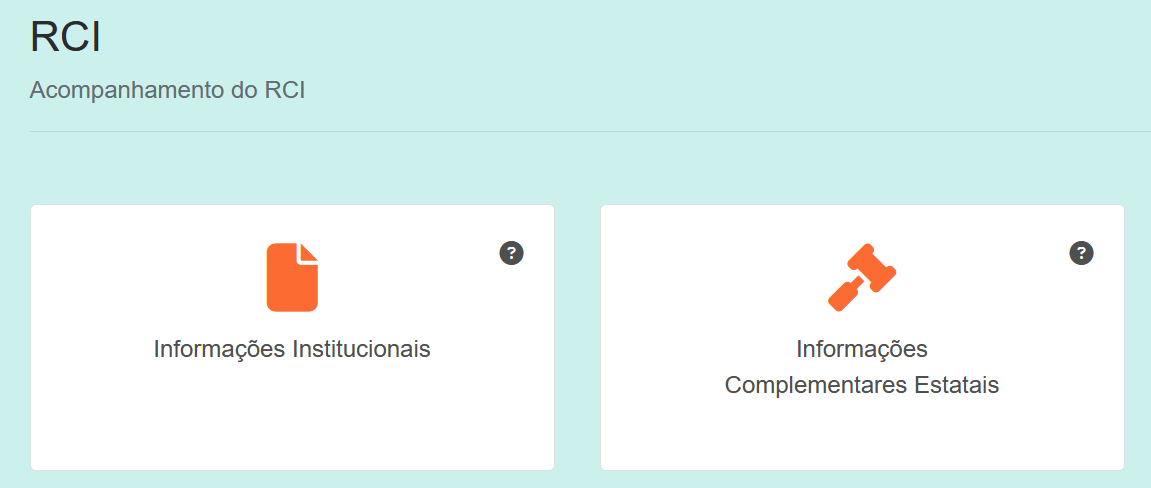 RCI
Acompanhamento do RCI
?
?
Informações Institucionais
Informações
Complementares Estatais